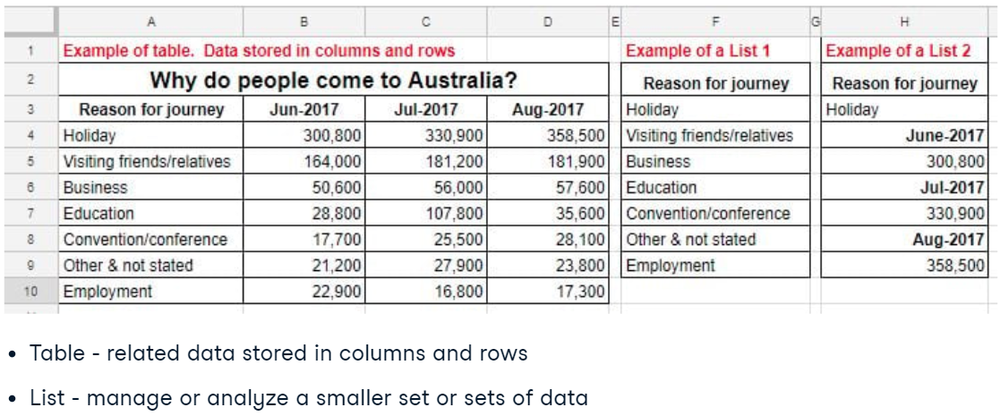 A B C D E F G H
1 Example of table. Data stored in columns and rows Example of a List 1 Example of a List 2
2 Why do people come to Australia? Reason for journey Reason for journey
3 Reason for journey Jun-2017 Jul-2017 Aug-2017 Holiday Holiday
4 Holiday 300,800 330,900 358,500 Visiting friends/relatives June-2017
5 Visiting friends/relatives 164,000 181,200 181,900 Business 300,800
6 Business 50,600 56,000 57,600 Education Jul-2017
7 Education 28,800 107,800 35,600 Convention/conference 330,900
8 Convention/conference 17,700 25,500 28,100 Other & not stated Aug-2017
9 Other & not stated 21,200 27,900 23,800 Employment 358,500
10 Employment 22,900 16,800 17,300
• Table - related data stored in columns and rows
• List - manage or analyze a smaller set or sets of data